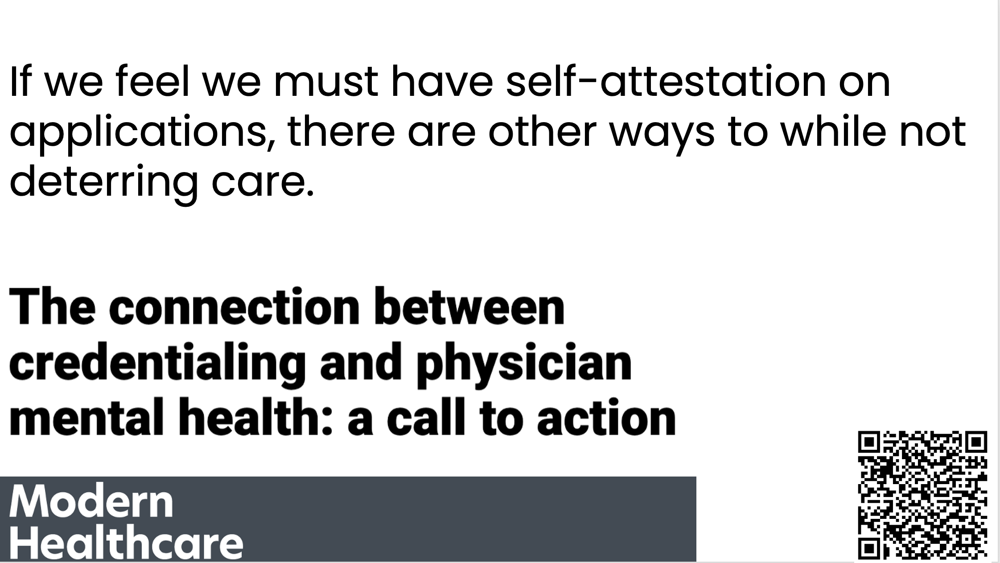 If we feel we must have self-attestation on
applications, there are other ways to while not
deterring care.
The connection between
credentialing and physician
mental health: a call to action
Modern
Healthcare